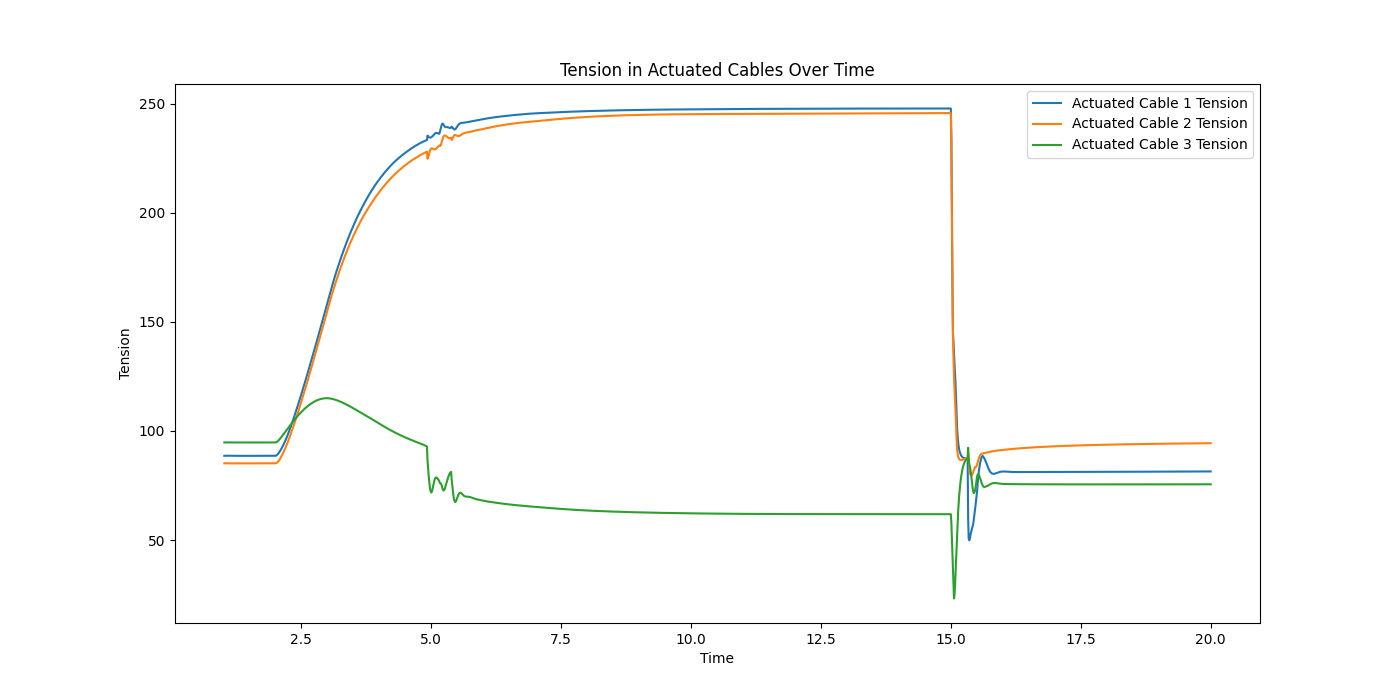 Tension in Actuated Cables Over Time
Actuated Cable 1 Tension
Actuated Cable 2 Tension
Actuated Cable 3 Tension
Tension
250
200
150
100
50
2.5 5.0 7.5 10.0 12.5 15.0 17.5 20.0
Time